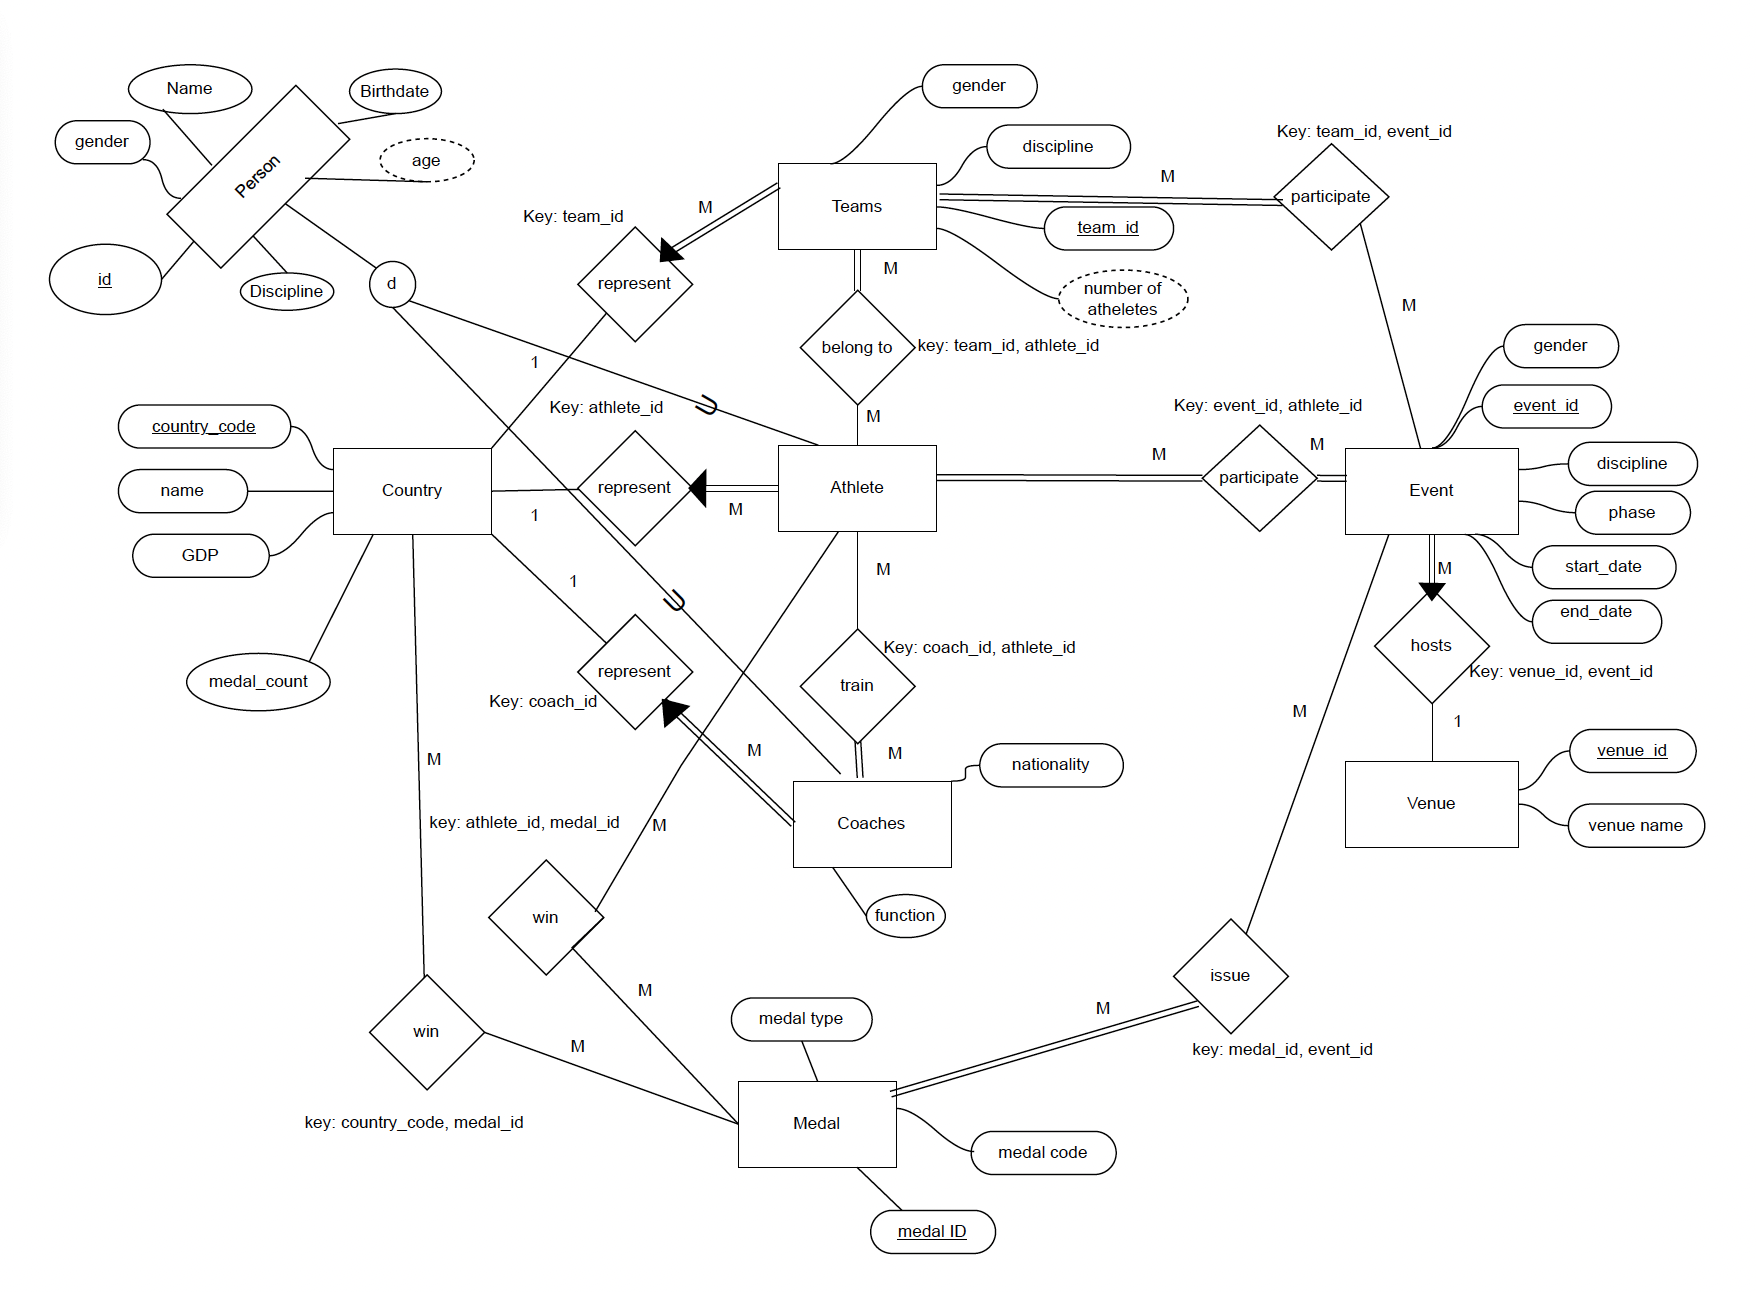 Name
Birthdate
gender
age
Person
id
Discipline
d
gender
discipline
Teams
team_id
number of
atheletes
Key: team_id, event_id
participate
M
M
Key: team_id
M
represent
1
M
belong to
key: team_id, athlete_id
M
U
Key: athlete_id
country_code
name
Country
GDP
medal_count
represent
1
M
Athlete
M
Key: event_id, athlete_id
participate
M
gender
event_id
Event
discipline
phase
start_date
end_date
M
hosts
Key: venue_id, event_id
1
venue_id
Venue
venue name
1
U
represent
Key: coach_id
M
M
Key: coach_id, athlete_id
train
M
nationality
Coaches
function
M
M
key: athlete_id, medal_id
M
win
M
win
M
key: country_code, medal_id
medal type
Medal
medal code
medal ID
M
issue
key: medal_id, event_id